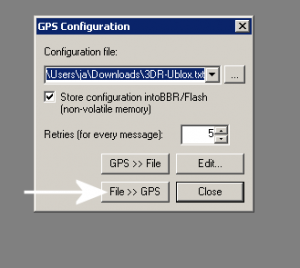 GPS Configuration
Configuration file:
\Users\ja\Downloads\3DR-Ublox.txt
...
Store configuration intoBBR/Flash
(non-volatile memory)
Retries (for every message):
5
GPS >> File
Edit...
File >> GPS
Close